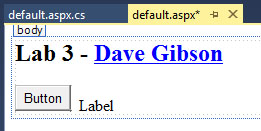 default.aspx.cs default.aspx*
body
Lab 3 - Dave Gibson
Button Label